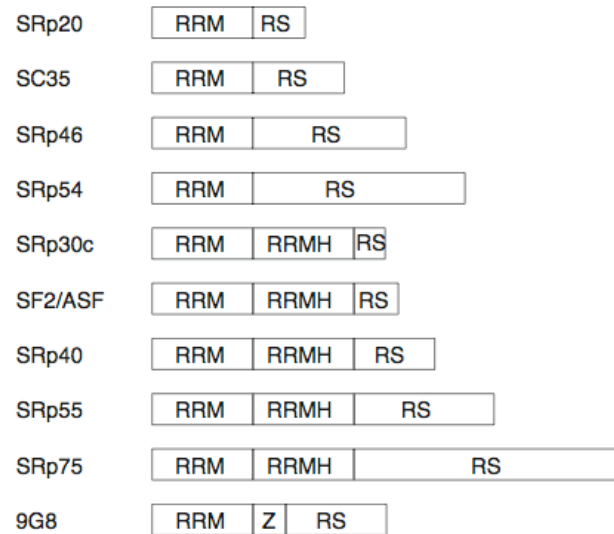 SRp20 RRM RS
SC35 RRM RS
SRp46 RRM RS
SRp54 RRM RS
SRp30c RRM RRMH RS
SF2/ASF RRM RRMH RS
SRp40 RRM RRMH RS
SRp55 RRM RRMH RS
SRp75 RRM RRMH RS
9G8 RRM Z RS